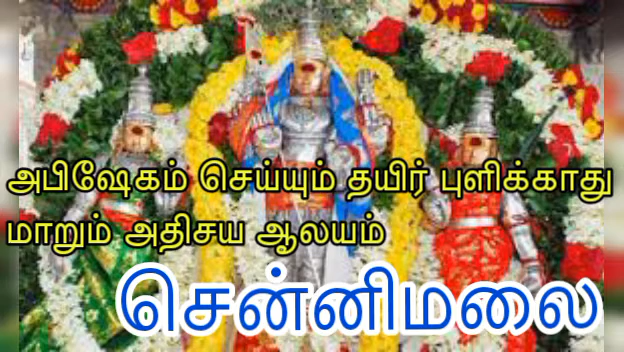 அபிஷேகம் செய்யும் தயிர் புளிக்காது
மாறும் அதிசய ஆலயம்
சென்னிமலை